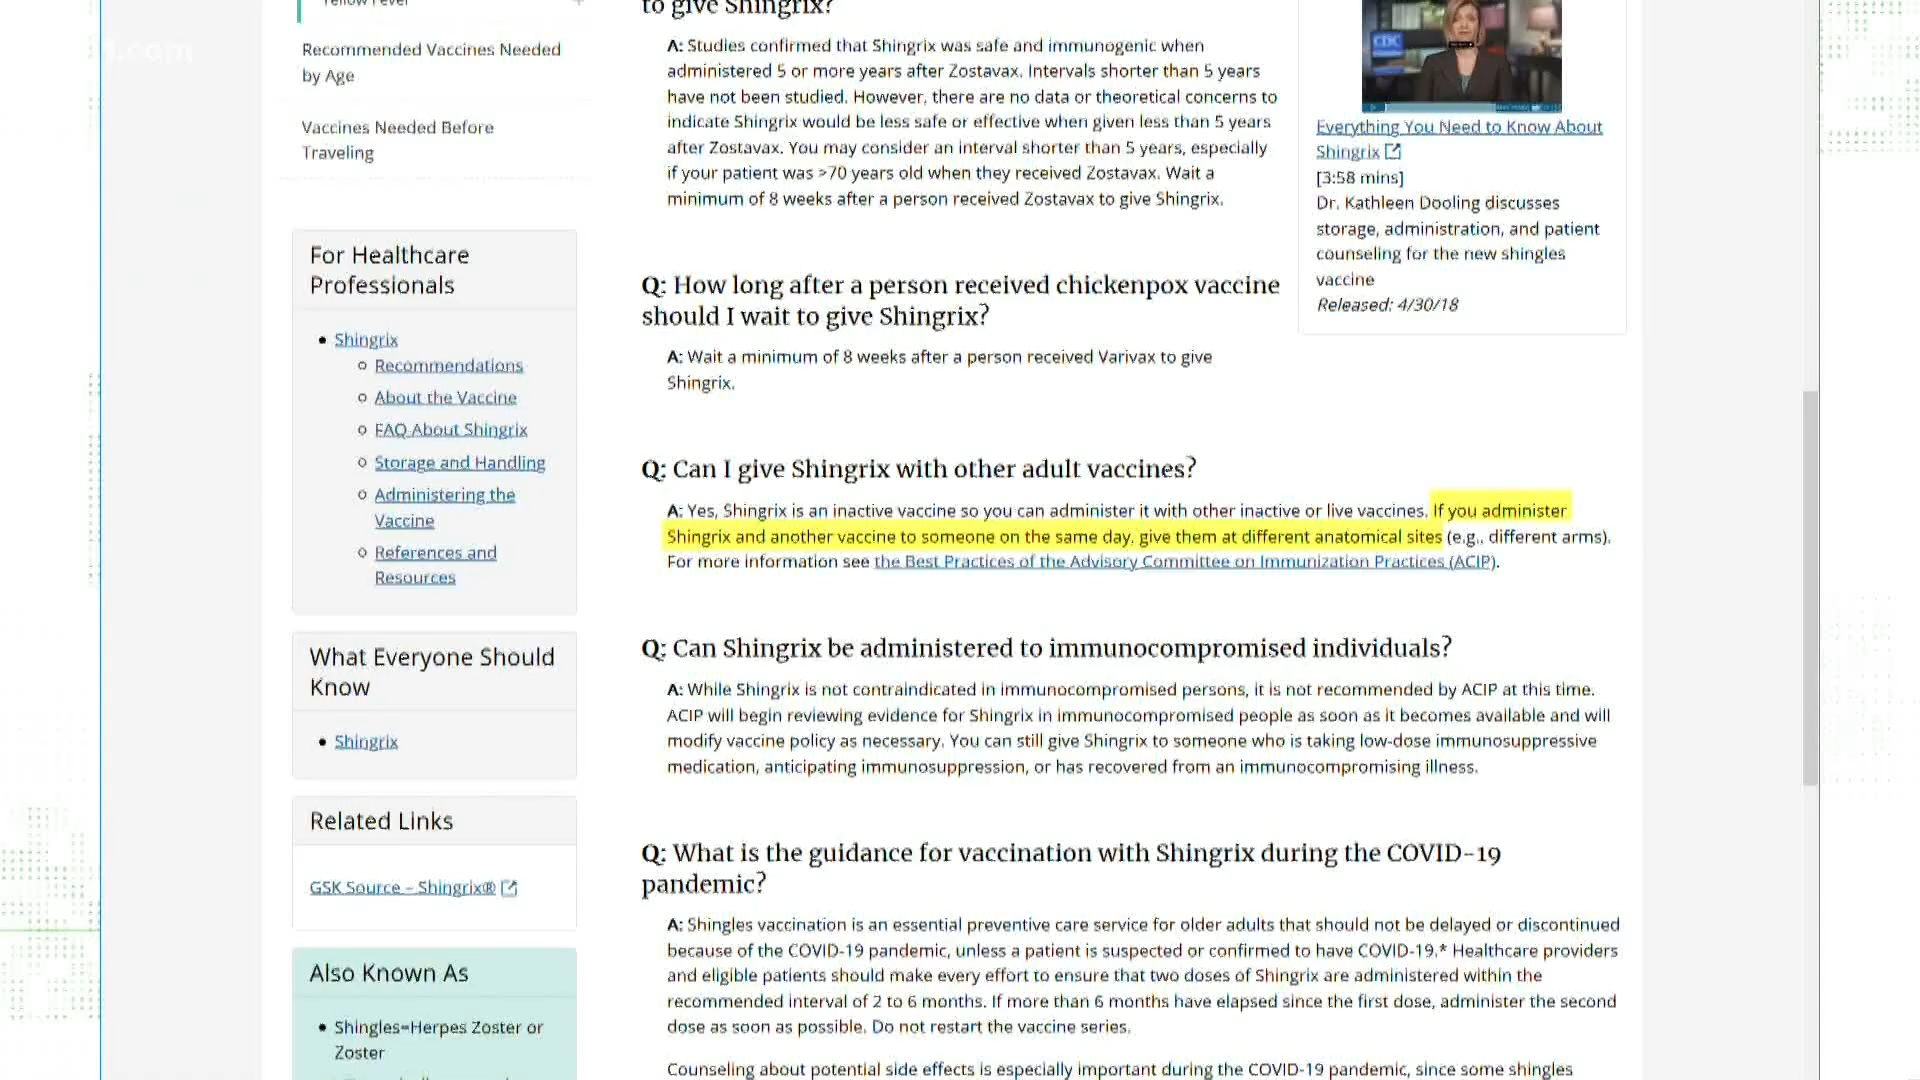 .com
Yellow Fever
Recommended Vaccines Needed
by Age
Vaccines Needed Before
Traveling
For Healthcare
Professionals
Shingrix
Recommendations
About the Vaccine
FAQ About Shingrix
Storage and Handling
Administering the
Vaccine
References and
Resources
What Everyone Should
Know
Shingrix
Related Links
GSK Source – Shingrix®
Also Known As
Shingles=Herpes Zoster or
Zoster
to give Shingrix?
A: Studies confirmed that Shingrix was safe and immunogenic when
administered 5 or more years after Zostavax. Intervals shorter than 5 years
have not been studied. However, there are no data or theoretical concerns to
indicate Shingrix would be less safe or effective when given less than 5 years
after Zostavax. You may consider an interval shorter than 5 years, especially
if your patient was >70 years old when they received Zostavax. Wait a
minimum of 8 weeks after a person received Zostavax to give Shingrix.
Q: How long after a person received chickenpox vaccine
should I wait to give Shingrix?
A: Wait a minimum of 8 weeks after a person received Varivax to give
Shingrix.
Q: Can I give Shingrix with other adult vaccines?
A: Yes, Shingrix is an inactive vaccine so you can administer it with other inactive or live vaccines. If you administer
Shingrix and another vaccine to someone on the same day, give them at different anatomical sites (e.g., different arms).
For more information see the Best Practices of the Advisory Committee on Immunization Practices (ACIP).
Q: Can Shingrix be administered to immunocompromised individuals?
A: While Shingrix is not contraindicated in immunocompromised persons, it is not recommended by ACIP at this time.
ACIP will begin reviewing evidence for Shingrix in immunocompromised people as soon as it becomes available and will
modify vaccine policy as necessary. You can still give Shingrix to someone who is taking low-dose immunosuppressive
medication, anticipating immunosuppression, or has recovered from an immunocompromising illness.
Q: What is the guidance for vaccination with Shingrix during the COVID-19
pandemic?
A: Shingles vaccination is an essential preventive care service for older adults that should not be delayed or discontinued
because of the COVID-19 pandemic, unless a patient is suspected or confirmed to have COVID-19.* Healthcare providers
and eligible patients should make every effort to ensure that two doses of Shingrix are administered within the
recommended interval of 2 to 6 months. If more than 6 months have elapsed since the first dose, administer the second
dose as soon as possible. Do not restart the vaccine series.
Counseling about potential side effects is especially important during the COVID-19 pandemic, since some shingles
CDC
Everything You Need to Know About
Shingrix
[3:58 mins]
Dr. Kathleen Dooling discusses
storage, administration, and patient
counseling for the new shingles
vaccine
Released: 4/30/18